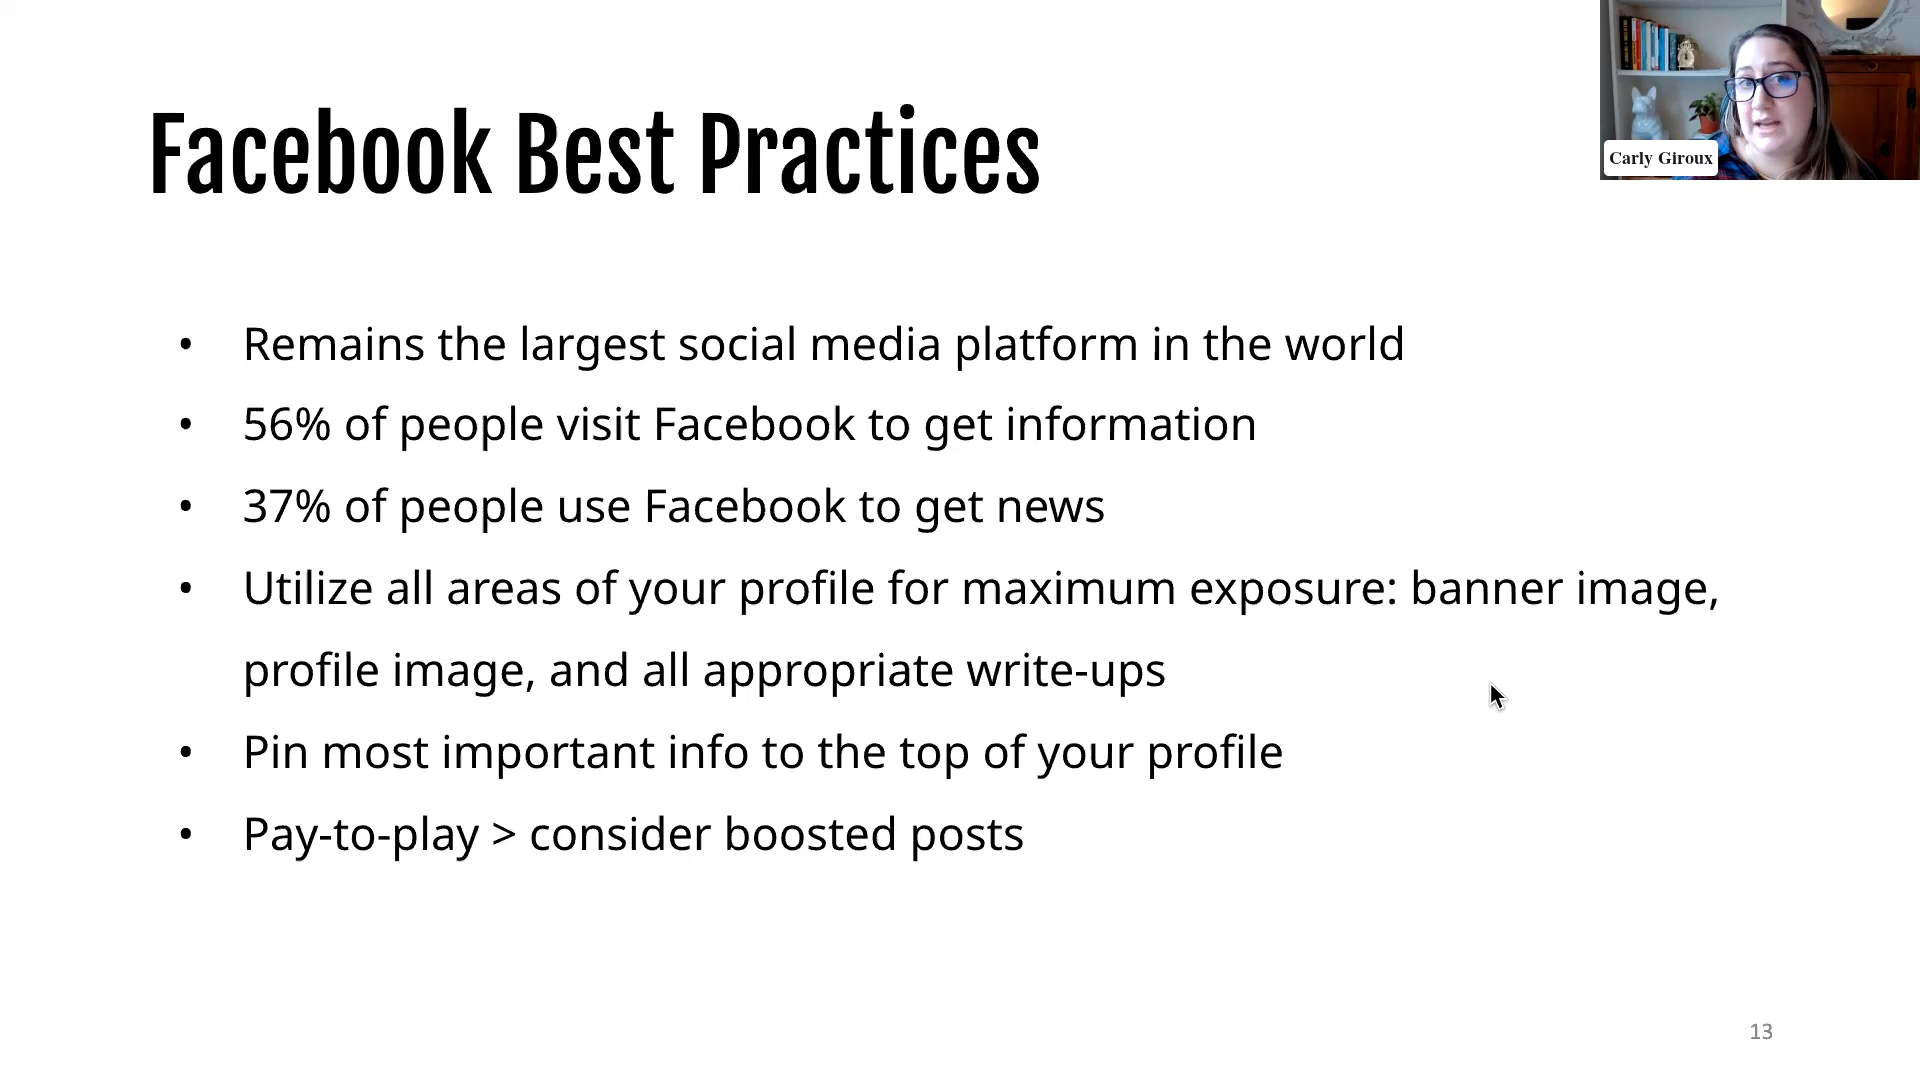 Facebook Best Practices
Carly Giroux
• Remains the largest social media platform in the world
• 56% of people visit Facebook to get information
• 37% of people use Facebook to get news
• Utilize all areas of your profile for maximum exposure: banner image,
profile image, and all appropriate write-ups
• Pin most important info to the top of your profile
• Pay-to-play > consider boosted posts
13